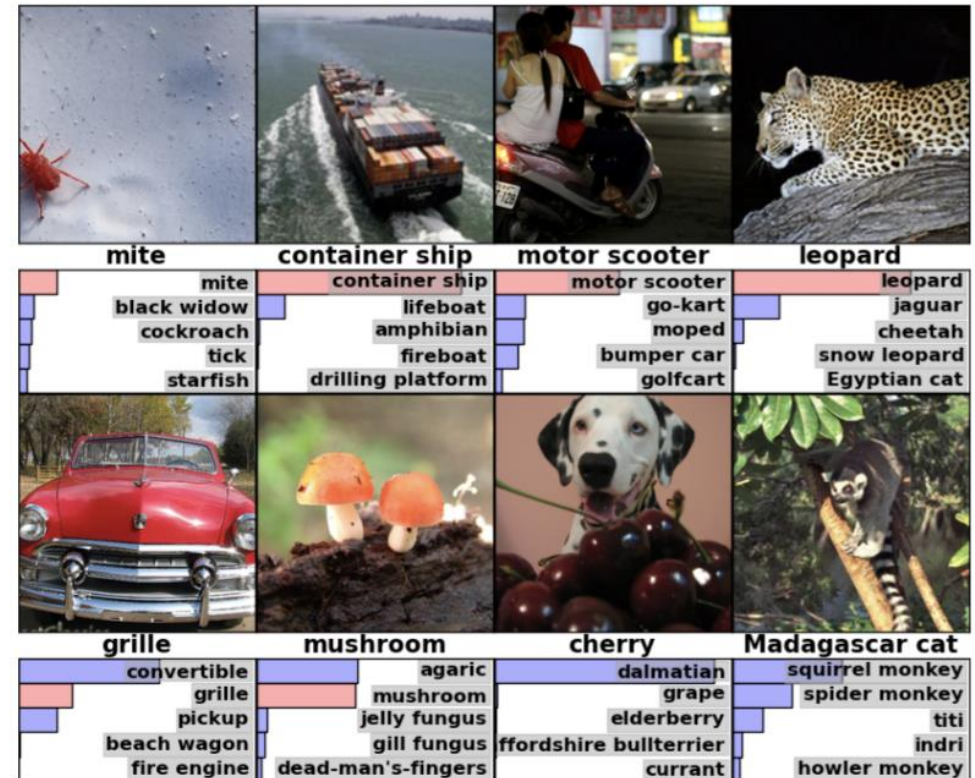 mite
container ship
motor scooter
leopard
mite
black widow
cockroach
tick
starfish
container ship
lifeboat
amphibian
fireboat
drilling platform
motor scooter
go-kart
moped
bumper car
golfcart
leopard
jaguar
cheetah
snow leopard
Egyptian cat
grille
mushroom
cherry
Madagascar cat
convertible
grille
pickup
beach wagon
fire engine
agaric
mushroom
jelly fungus
gill fungus
dead-man's-fingers
dalmatian
grape
elderberry
ffordshire bullterrier
currant
squirrel monkey
spider monkey
titi
indri
howler monkey